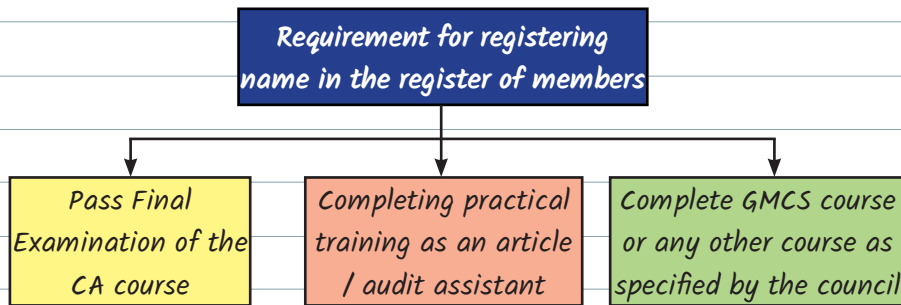 Requirement for registering
name in the register of members
Pass Final
Examination of the
CA course
Completing practical
training as an article
/ audit assistant
Complete GMCS course
or any other course as
specified by the council